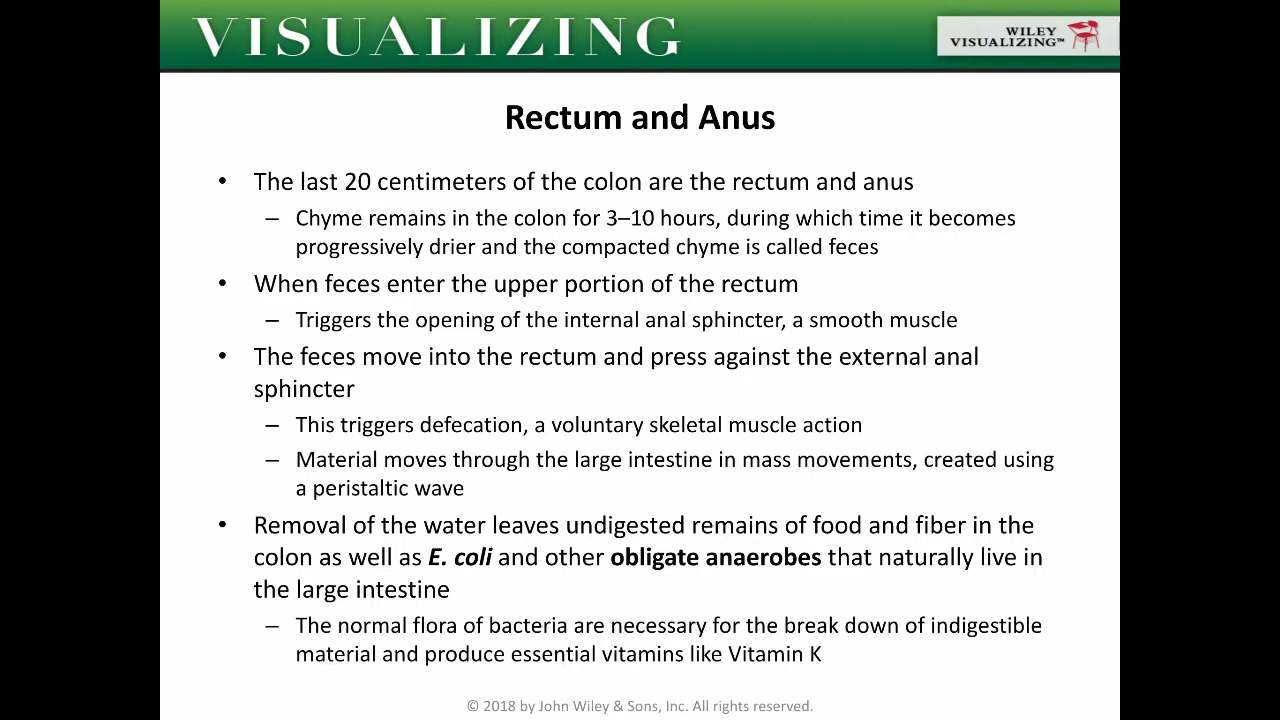 VISUALIZING
WILEY
VISUALIZING™
Rectum and Anus
• The last 20 centimeters of the colon are the rectum and anus
– Chyme remains in the colon for 3–10 hours, during which time it becomes
progressively drier and the compacted chyme is called feces
• When feces enter the upper portion of the rectum
– Triggers the opening of the internal anal sphincter, a smooth muscle
• The feces move into the rectum and press against the external anal
sphincter
– This triggers defecation, a voluntary skeletal muscle action
– Material moves through the large intestine in mass movements, created using
a peristaltic wave
• Removal of the water leaves undigested remains of food and fiber in the
colon as well as E. coli and other obligate anaerobes that naturally live in
the large intestine
– The normal flora of bacteria are necessary for the break down of indigestible
material and produce essential vitamins like Vitamin K
© 2018 by John Wiley & Sons, Inc. All rights reserved.